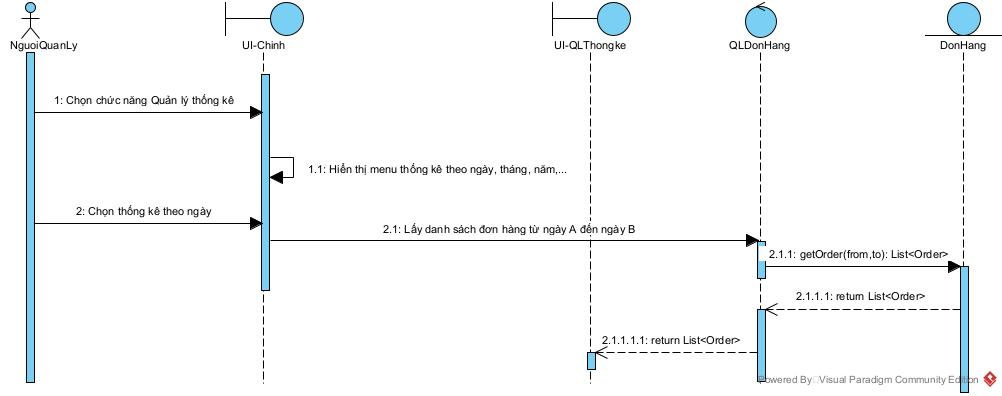 NguoiQuanLy
UI-Chinh
UI-QLThongke
QLDonHang
DonHang
1: Chọn chức năng Quản lý thống kê
1.1: Hiển thị menu thống kê theo ngày, tháng, năm,...
2: Chọn thống kê theo ngày
2.1: Lấy danh sách đơn hàng từ ngày A đến ngày B
2.1.1: getOrder(from,to): List<Order>
2.1.1.1: return List<Order>
2.1.1.1.1: return List<Order>
Powered By Visual Paradigm Community Edition